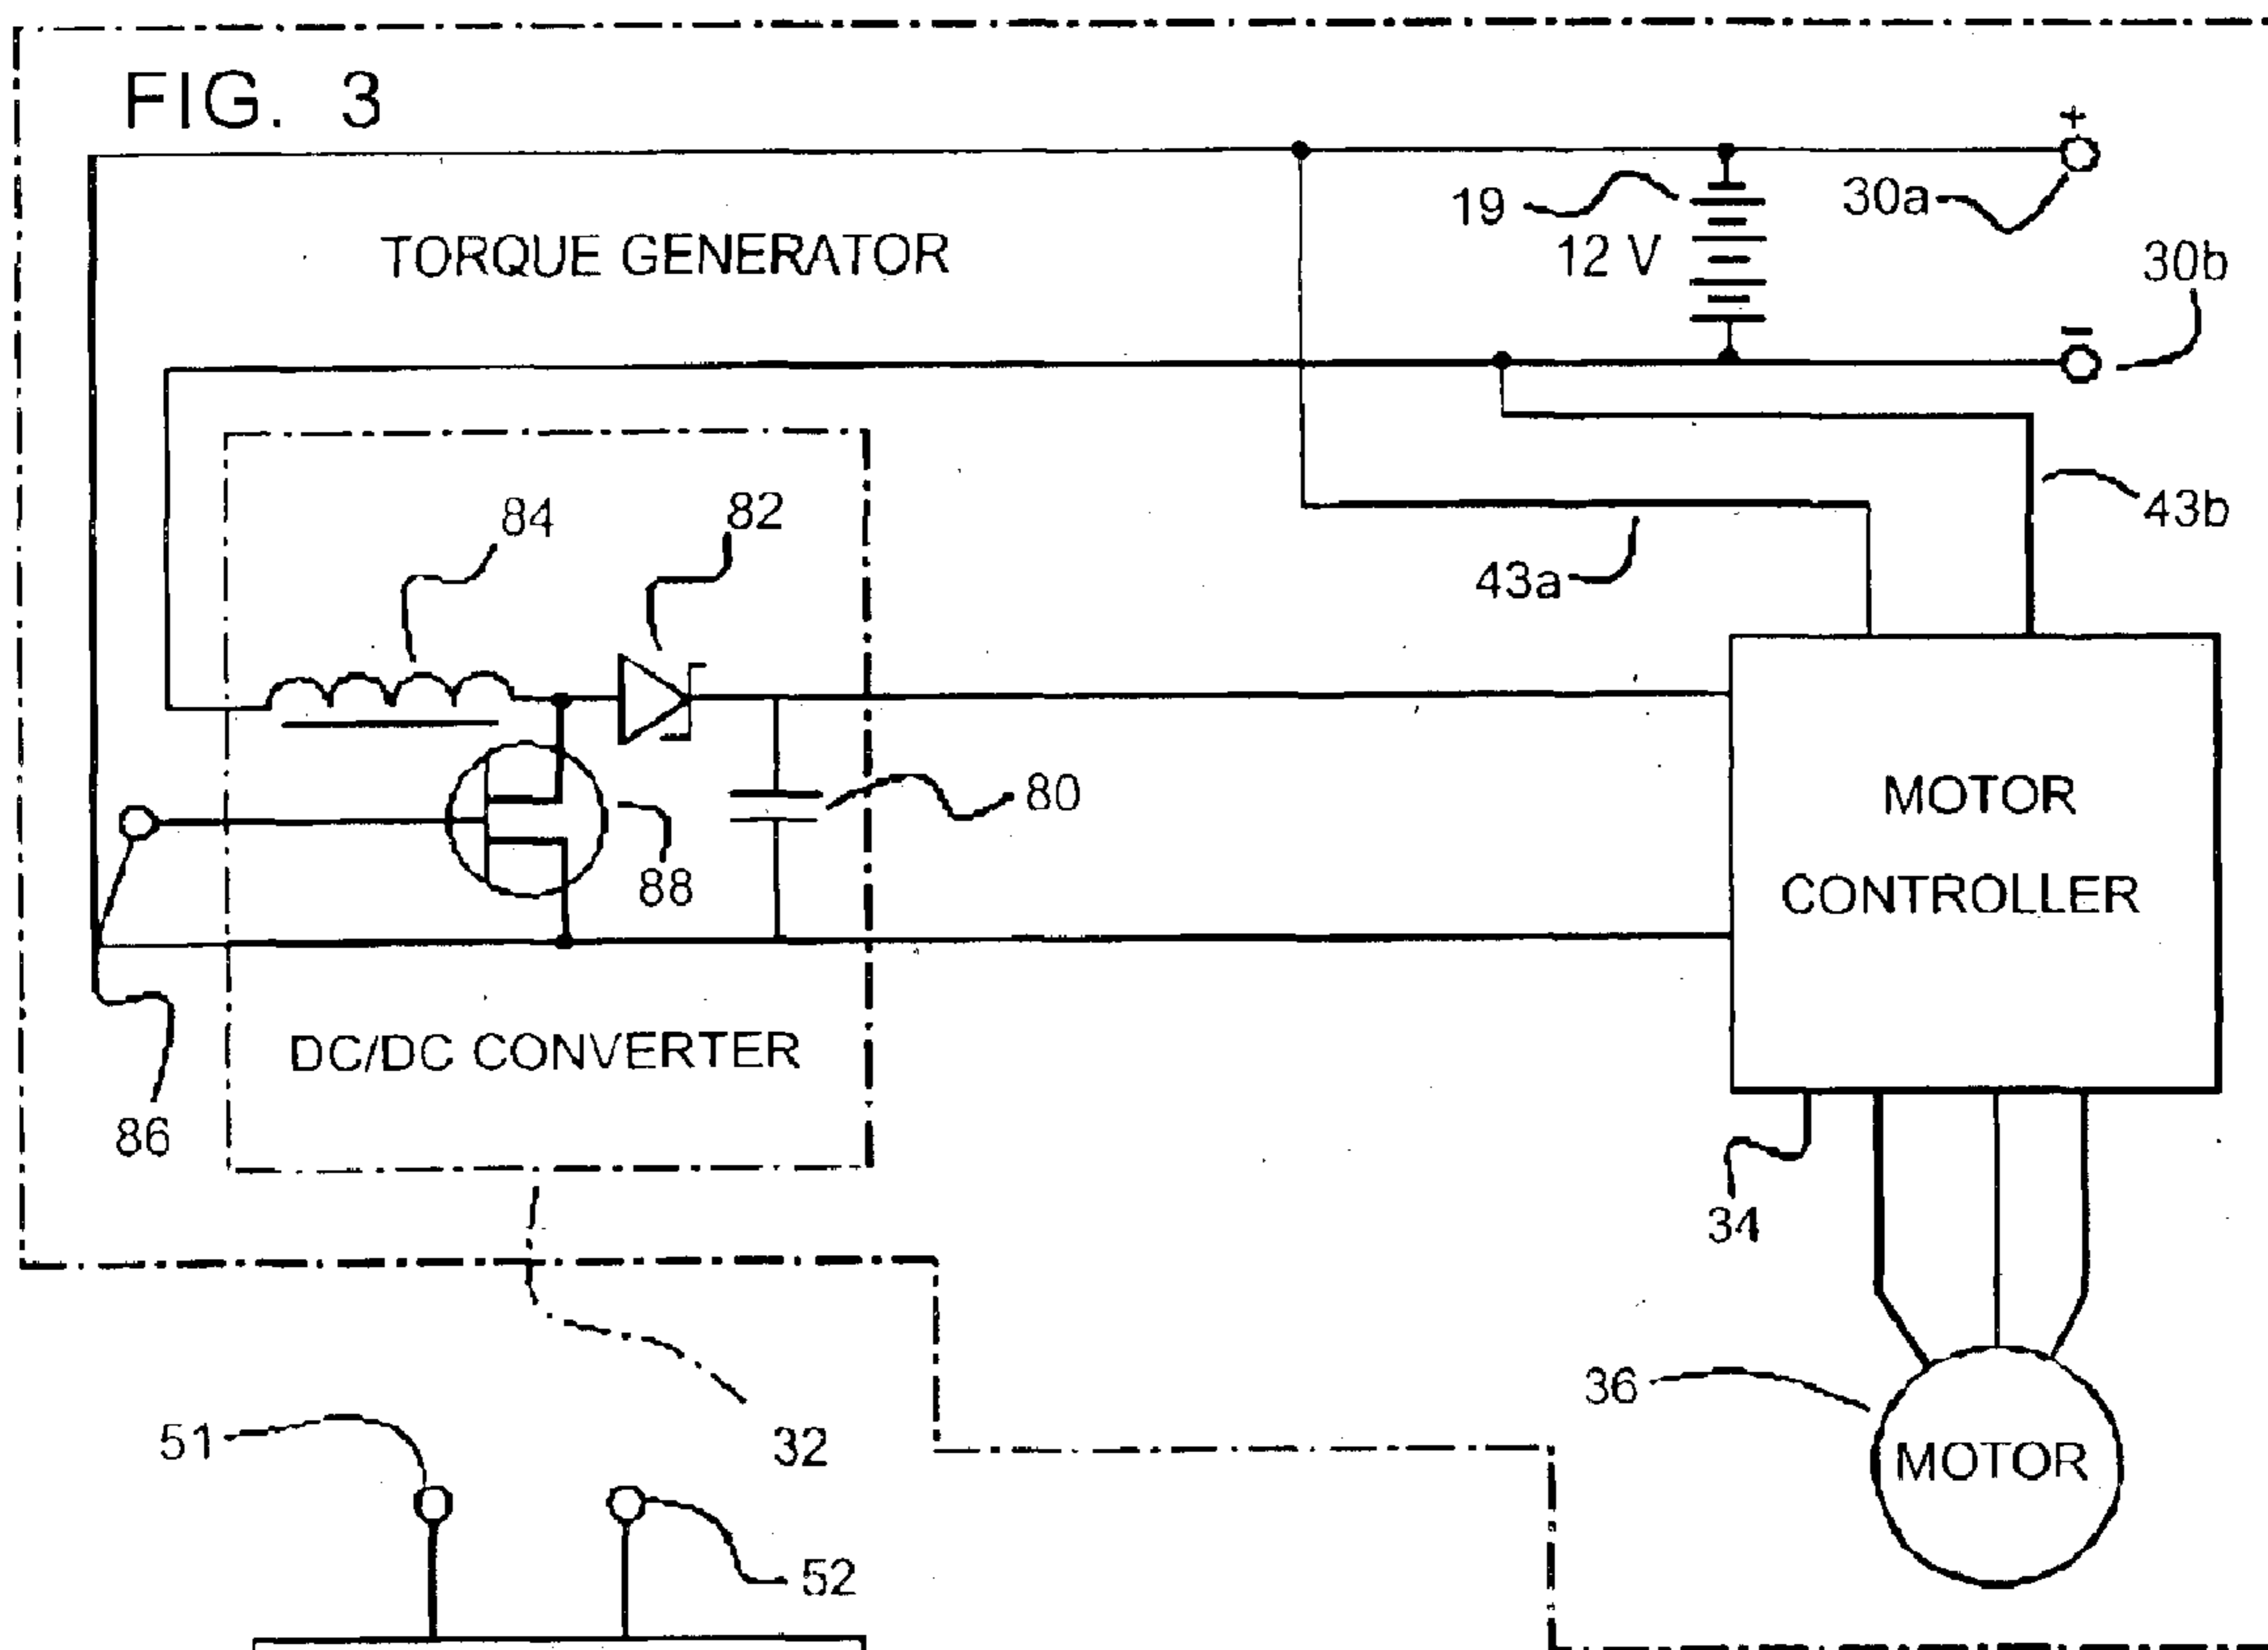 FIG. 3
+
19
30a
TORQUE GENERATOR
12 V
30b
−
84
82
43b
43a
80
MOTOR
CONTROLLER
88
DC/DC CONVERTER
86
34
36
51
32
MOTOR
52